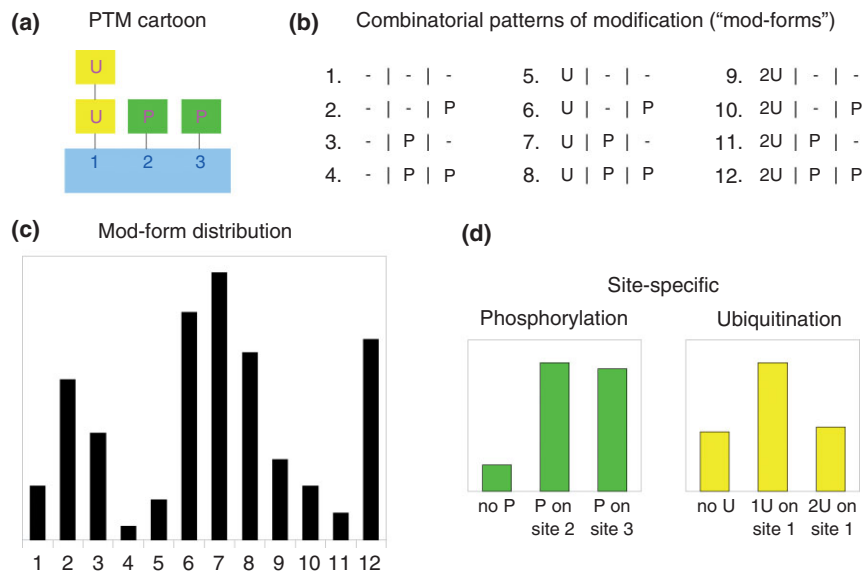 (a) PTM cartoon
U
U P P
1 2 3
(b) Combinatorial patterns of modification (“mod-forms”)
1. - | - | - 5. U | - | - 9. 2U | - | -
2. - | - | P 6. U | - | P 10. 2U | - | P
3. - | P | - 7. U | P | - 11. 2U | P | -
4. - | P | P 8. U | P | P 12. 2U | P | P
(c) Mod-form distribution
1 2 3 4 5 6 7 8 9 10 11 12
(d)
Site-specific
Phosphorylation Ubiquitination
no P P on site 2 P on site 3
no U 1U on site 1 2U on site 1